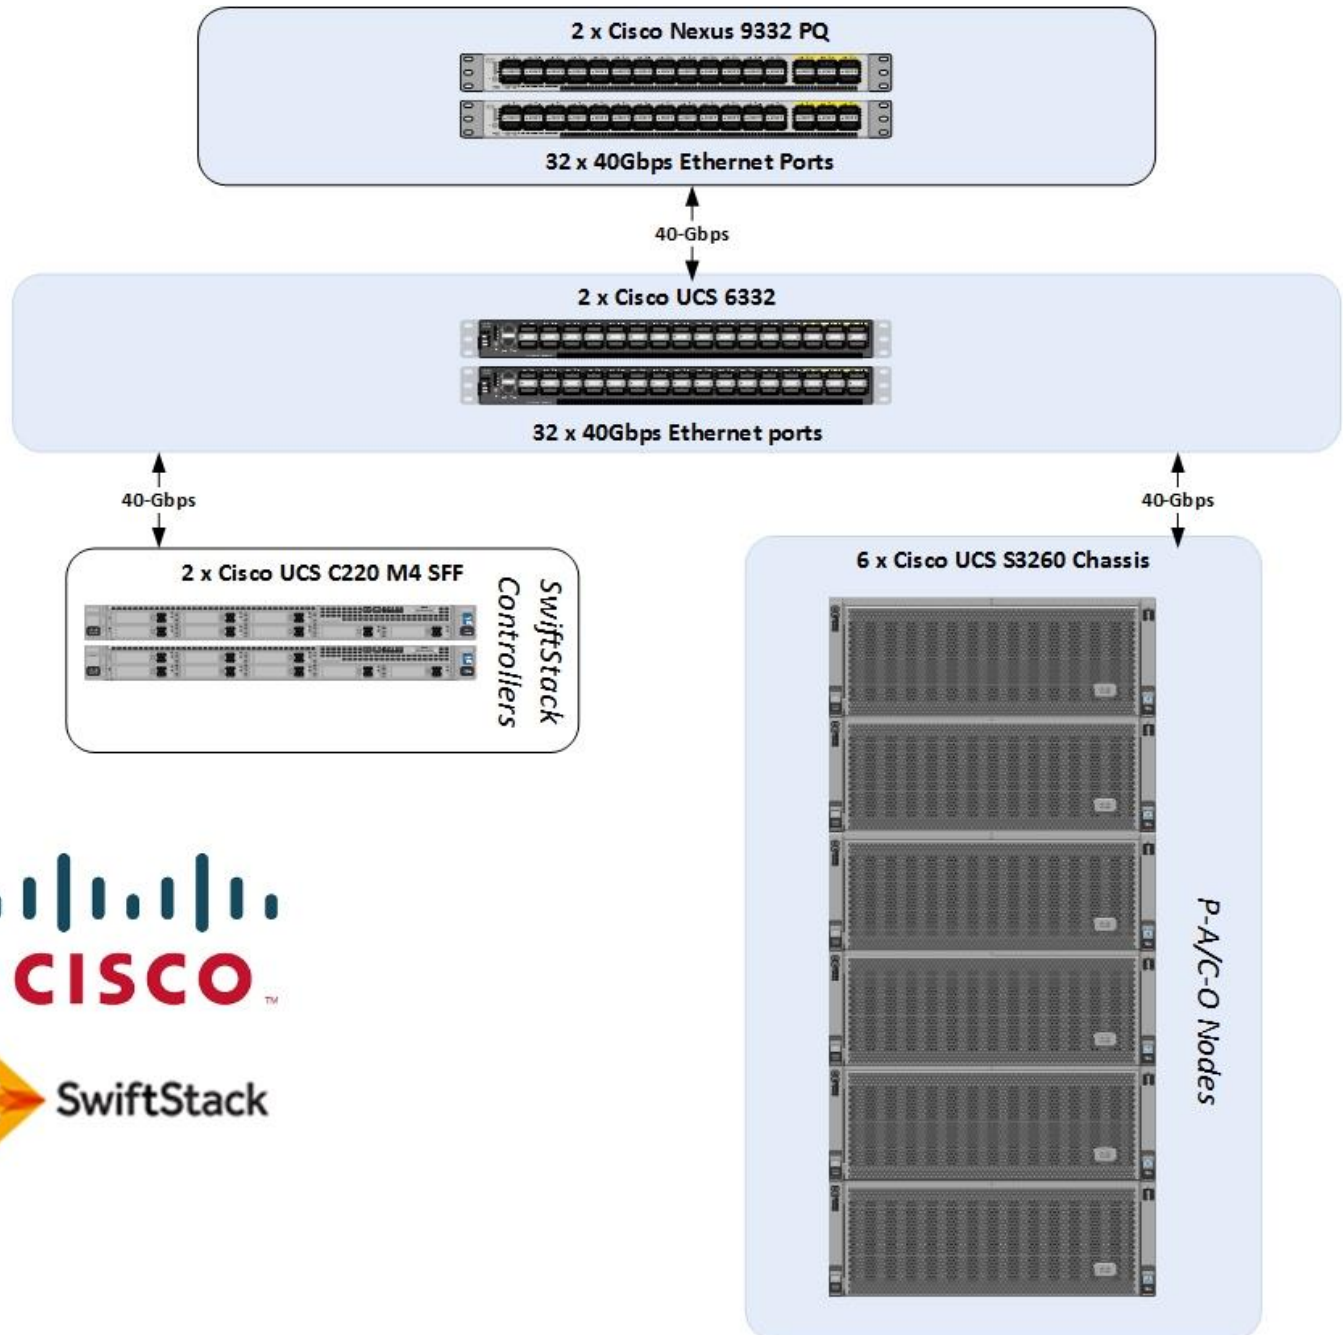 2 x Cisco Nexus 9332 PQ
32 x 40Gbps Ethernet Ports
40-Gbps
2 x Cisco UCS 6332
32 x 40Gbps Ethernet ports
40-Gbps
40-Gbps
2 x Cisco UCS C220 M4 SFF
SwiftStack
Controllers
6 x Cisco UCS S3260 Chassis
P-A/C-O Nodes
CISCO
TM
SwiftStack